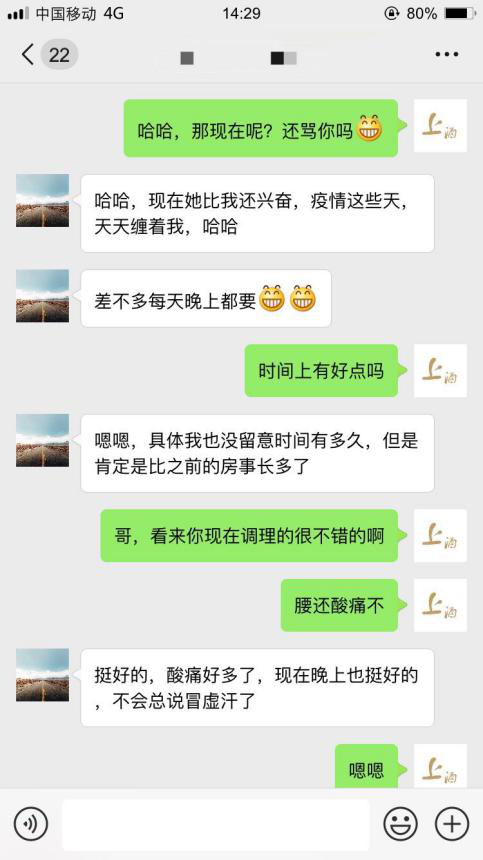 中国移动 4G 14:29 80%
22
哈哈，那现在呢？还骂你吗
上酒
哈哈，现在她比我还兴奋，疫情这些天，
天天缠着我，哈哈
差不多每天晚上都要
时间上有好点吗
上酒
嗯嗯，具体我也没留意时间有多久，但是
肯定是比之前的房事长多了
哥，看来你现在调理的很不错的啊
上酒
腰还酸痛不
上酒
挺好的，酸痛好多了，现在晚上也挺好的
，不会总说冒虚汗了
嗯嗯
上酒